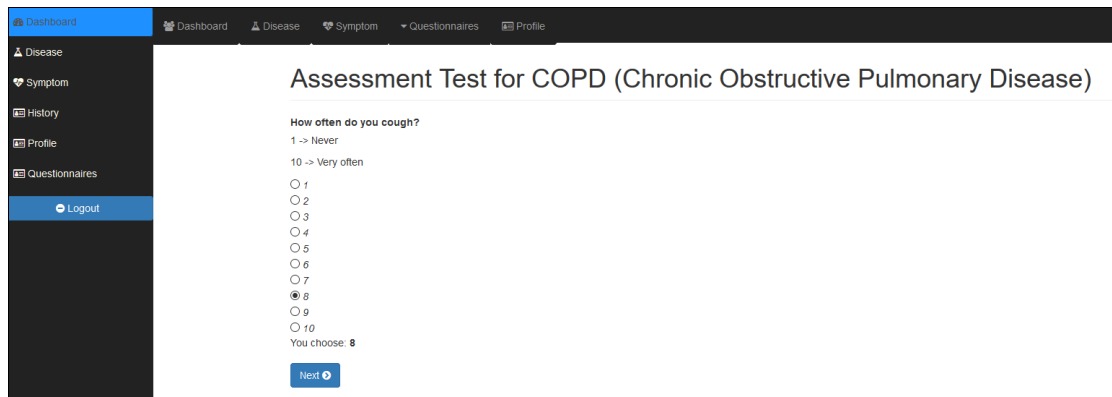 Dashboard
Disease
Symptom
History
Profile
Questionnaires
Logout
Dashboard Disease Symptom Questionnaires Profile
Assessment Test for COPD (Chronic Obstructive Pulmonary Disease)
How often do you cough?
1 -> Never
10 -> Very often
1
2
3
4
5
6
7
8
9
10
You choose: 8
Next